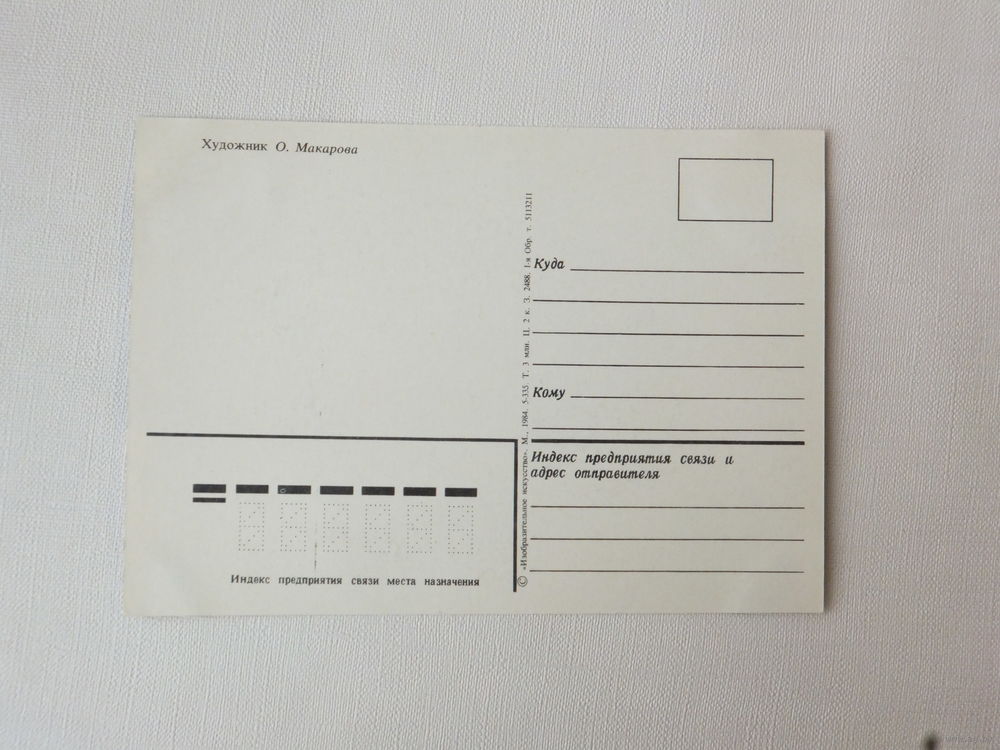 Художник О. Макарова
Куда
Кому
Индекс предприятия связи и
адрес отправителя
Индекс предприятия связи места назначения
© «Изобразительное искусство». М., 1984. 5-335. Т. 3 млн. Ц. 2 к. З. 2488. 1-я Обр. т. 5113211